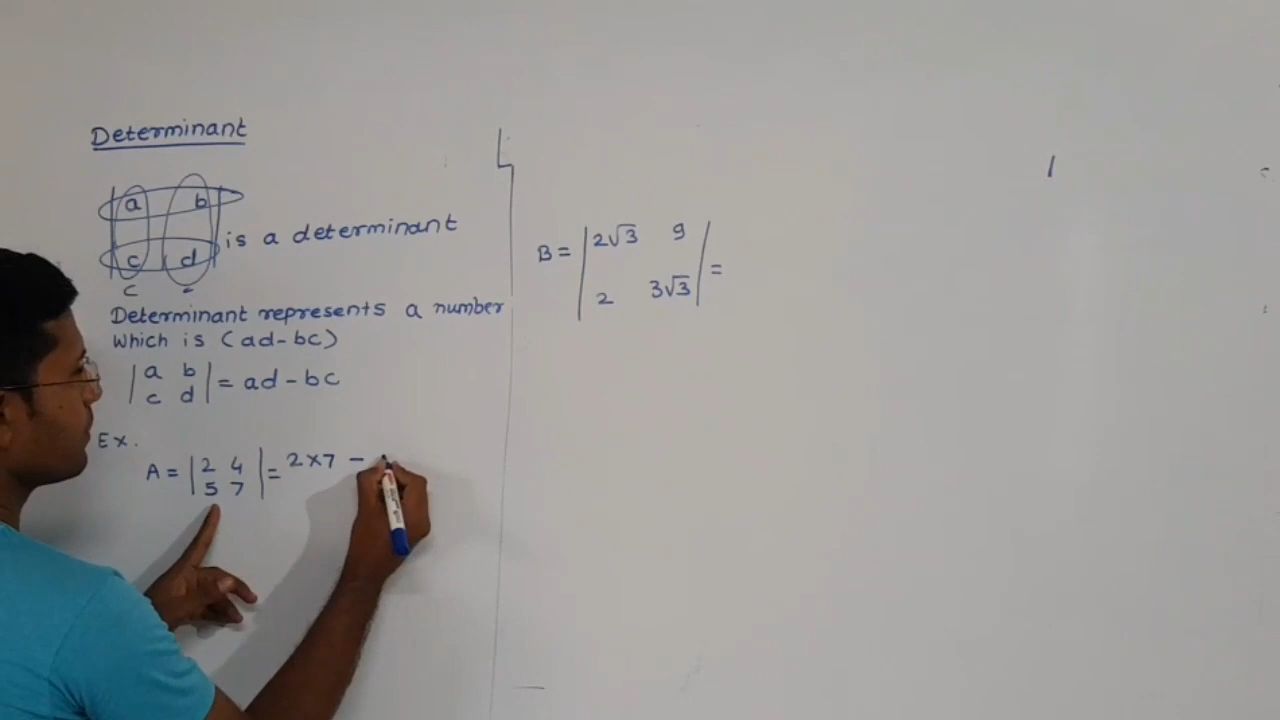 Determinant
|a b|
|c d| is a determinant
c c
Determinant represents a number
Which is (ad-bc)
|a b|
|c d| = ad - bc
Ex.
A = |2 4| = 2×7 -
|5 7|
B = |2√3 9| =
|2 3√3|